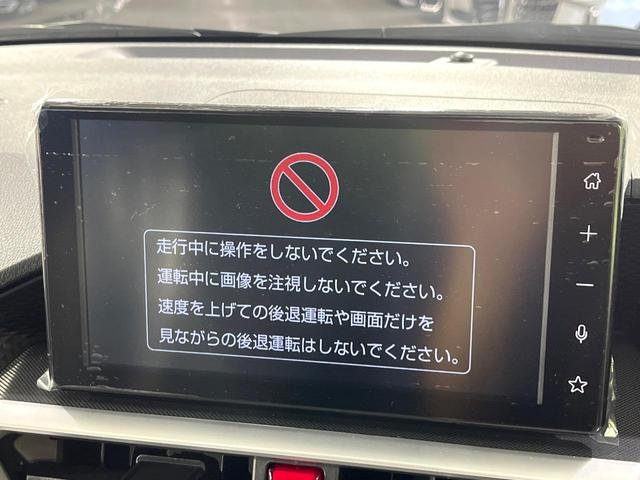 走行中に操作をしないでください。
運転中に画像を注視しないでください。
速度を上げての後退運転や画面だけを
見ながらの後退運転はしないでください。